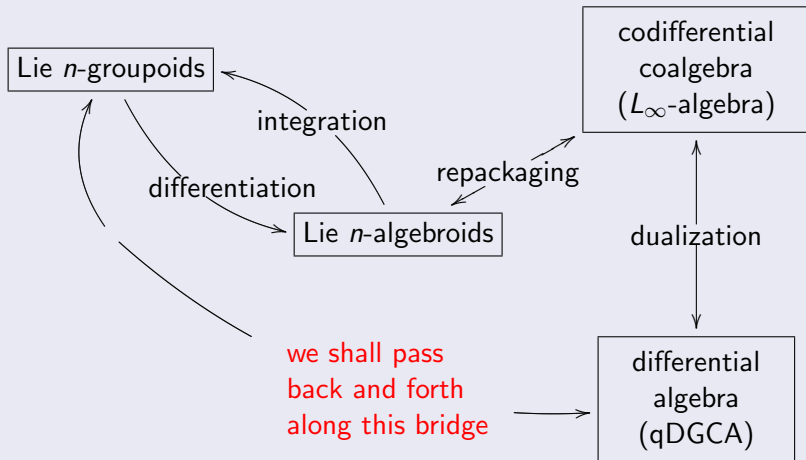 Lie n-groupoids
integration
differentiation
Lie n-algebroids
repackaging
codifferential
coalgebra
(L∞-algebra)
dualization
we shall pass
back and forth
along this bridge
differential
algebra
(qDGCA)